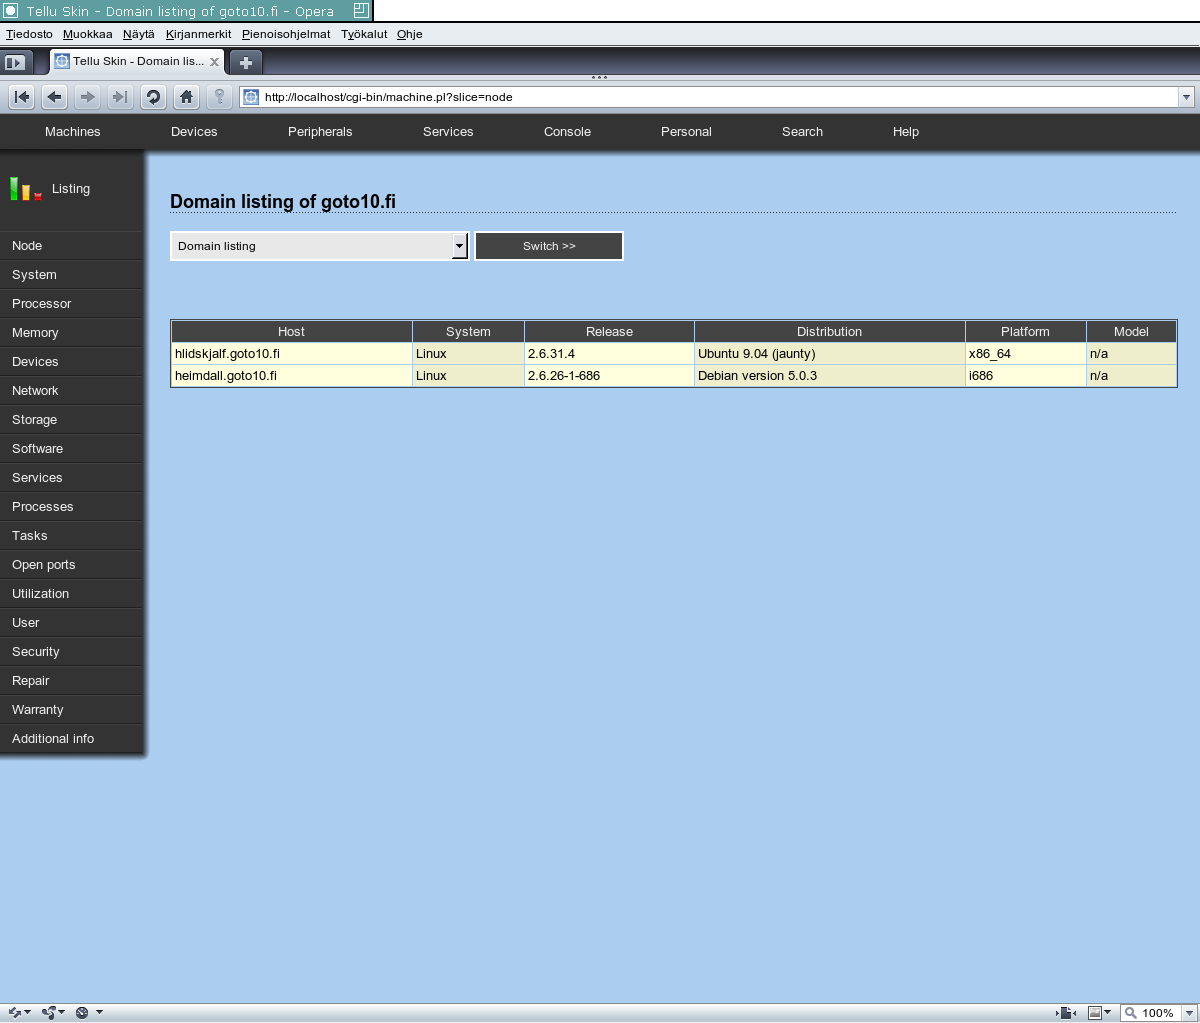 Tellu Skin - Domain listing of goto10.fi - Opera
Tiedosto Muokkaa Näytä Kirjanmerkit Pienoisohjelmat Työkalut Ohje
Tellu Skin - Domain lis...
http://localhost/cgi-bin/machine.pl?slice=node
Machines Devices Peripherals Services Console Personal Search Help
Listing
Node
System
Processor
Memory
Devices
Network
Storage
Software
Services
Processes
Tasks
Open ports
Utilization
User
Security
Repair
Warranty
Additional info
Domain listing of goto10.fi
Domain listing Switch >>
Host System Release Distribution Platform Model
hlidskjalf.goto10.fi Linux 2.6.31.4 Ubuntu 9.04 (jaunty) x86_64 n/a
heimdall.goto10.fi Linux 2.6.26-1-686 Debian version 5.0.3 i686 n/a
100%